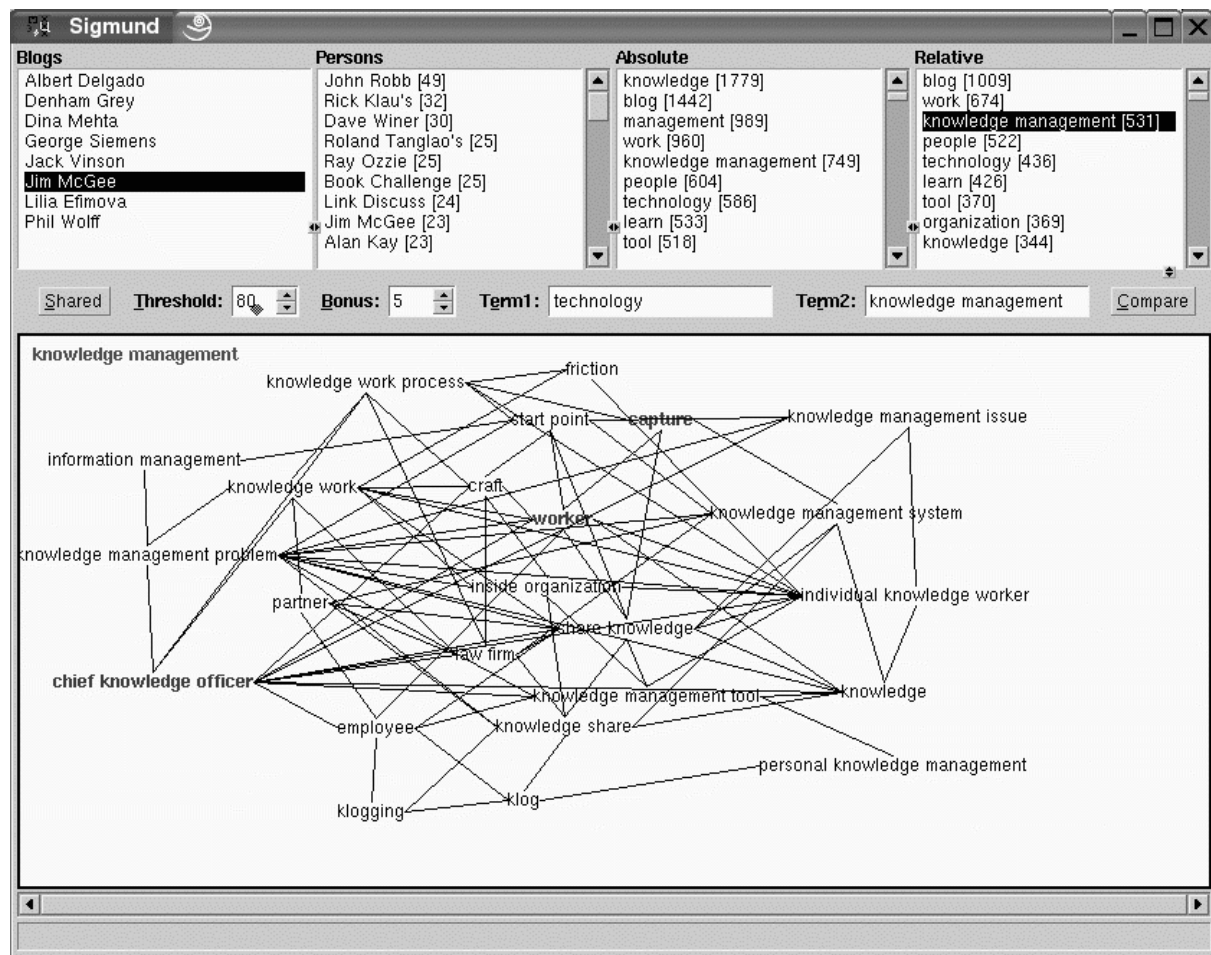 Sigmund
Blogs
Albert Delgado
Denham Grey
Dina Mehta
George Siemens
Jack Vinson
Jim McGee
Lilia Efimova
Phil Wolff
Persons
John Robb [49]
Rick Klau's [32]
Dave Winer [30]
Roland Tanglao's [25]
Ray Ozzie [25]
Book Challenge [25]
Link Discuss [24]
Jim McGee [23]
Alan Kay [23]
Absolute
knowledge [1779]
blog [1442]
management [989]
work [960]
knowledge management [749]
people [604]
technology [586]
learn [533]
tool [518]
Relative
blog [1009]
work [674]
knowledge management [531]
people [522]
technology [436]
learn [426]
tool [370]
organization [369]
knowledge [344]
Shared Threshold: 80 Bonus: 5 Term1: technology Term2: knowledge management Compare
knowledge management
friction
knowledge work process
start point capture knowledge management issue
information management
knowledge work craft
worker knowledge management system
knowledge management problem
inside organization
partner individual knowledge worker
share knowledge
law firm
chief knowledge officer
knowledge management tool knowledge
employee knowledge share
personal knowledge management
klogging klog